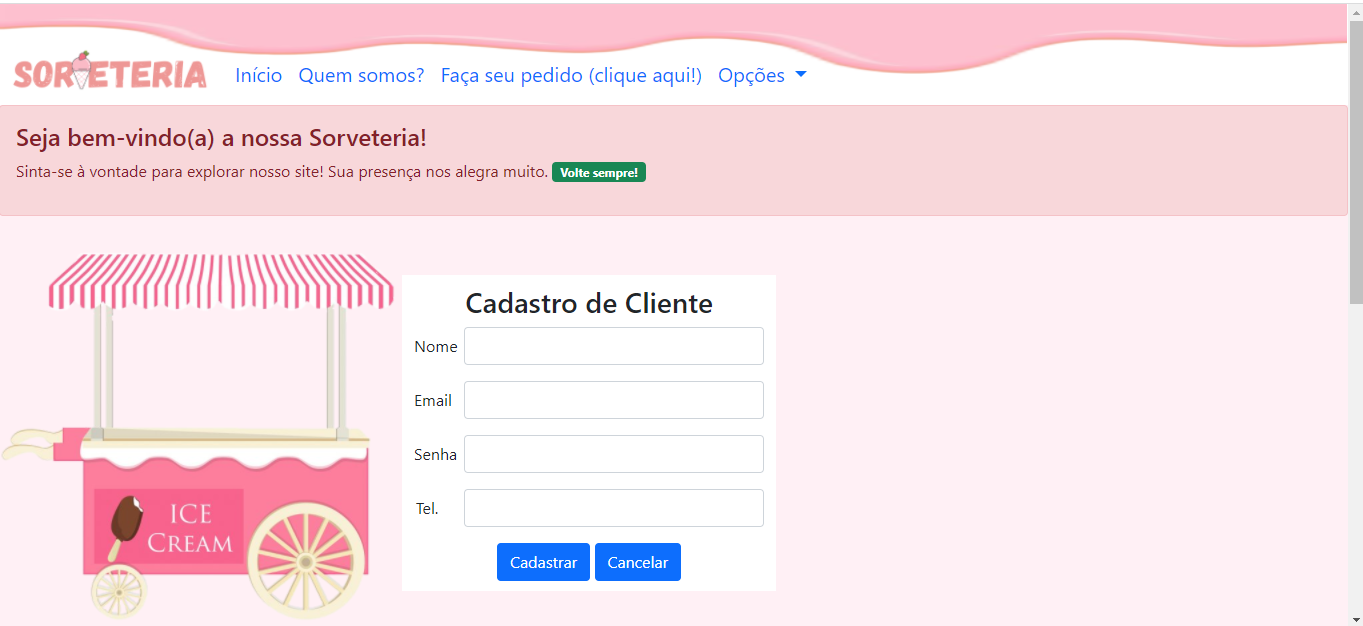 SORVETERIA Início Quem somos? Faça seu pedido (clique aqui!) Opções
Seja bem-vindo(a) a nossa Sorveteria!
Sinta-se à vontade para explorar nosso site! Sua presença nos alegra muito. Volte sempre!
Cadastro de Cliente
Nome
Email
Senha
Tel.
Cadastrar Cancelar
ICE
CREAM